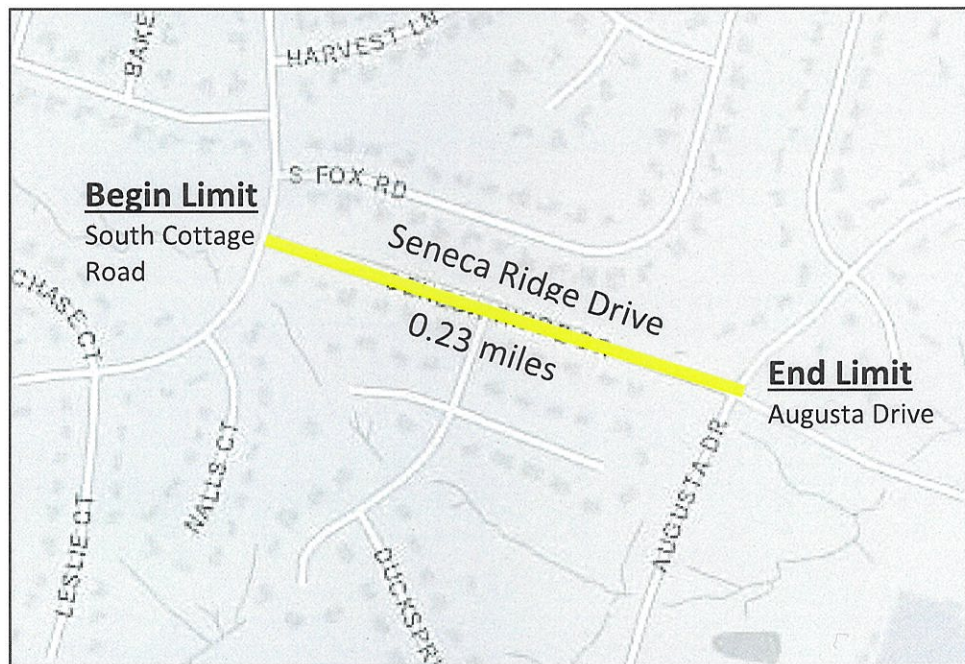 BAKE
HARVEST LN
S FOX RD
Begin Limit
South Cottage
Road
Seneca Ridge Drive
0.23 miles
CHASE CT
End Limit
Augusta Drive
NALLS CT
AUGUSTA DR
LESLIE CT
DUCKSPRI